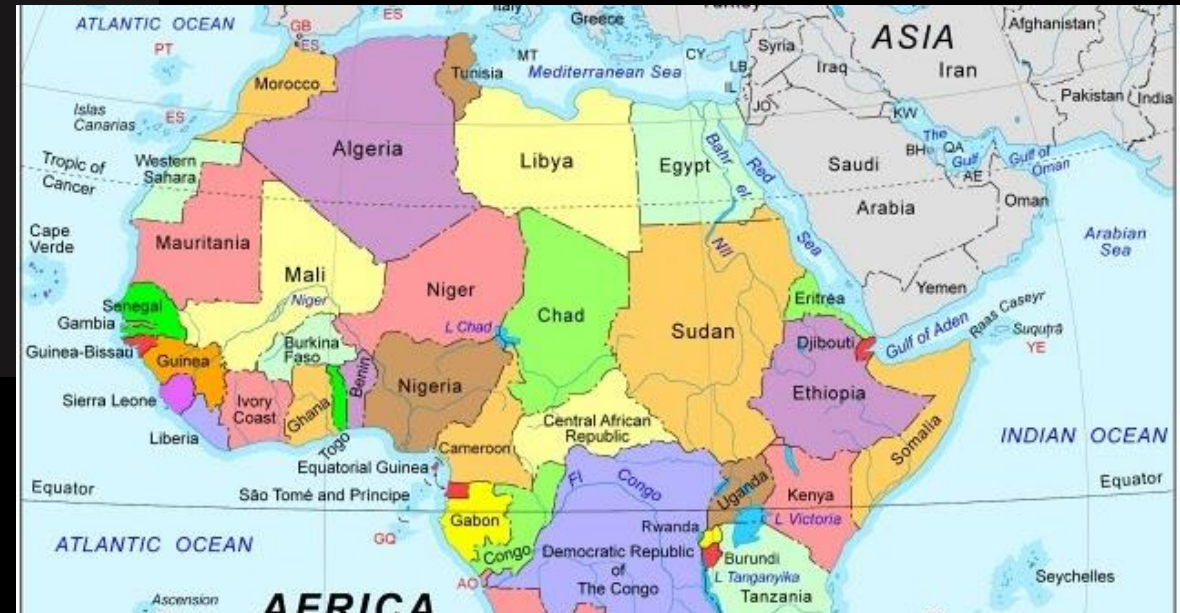 ATLANTIC OCEAN
PT
ES
GB
ES
Italy
Greece
MT
CY
Turkey
Syria
LB
IL
JO
Iraq
ASIA
Iran
Afghanistan
Pakistan
India
KW
The
Gulf
BH
QA
AE
Gulf of
Oman
Oman
Saudi
Arabia
Yemen
Arabian
Sea
Islas
Canarias
ES
Morocco
Tunisia
Mediterranean Sea
Algeria
Libya
Egypt
Bahr el
Nil
Red
Sea
Western
Sahara
Tropic of
Cancer
Cape
Verde
Mauritania
Mali
Niger
Niger
L Chad
Chad
Sudan
Eritrea
Djibouti
Gulf of Aden
Raas Caseyr
Suquţrā
YE
Senegal
Gambia
Guinea-Bissau
Guinea
Sierra Leone
Liberia
Ivory
Coast
Burkina
Faso
Ghana
Togo
Benin
Nigeria
Cameroon
Central African
Republic
Ethiopia
Somalia
INDIAN OCEAN
Equatorial Guinea
São Tomé and Príncipe
Equator
Equator
GQ
Gabon
Congo
AO
Fl Congo
Democratic Republic
of
The Congo
Uganda
Kenya
L Victoria
Rwanda
Burundi
L Tanganyika
Tanzania
Seychelles
ATLANTIC OCEAN
Ascension
AFRICA